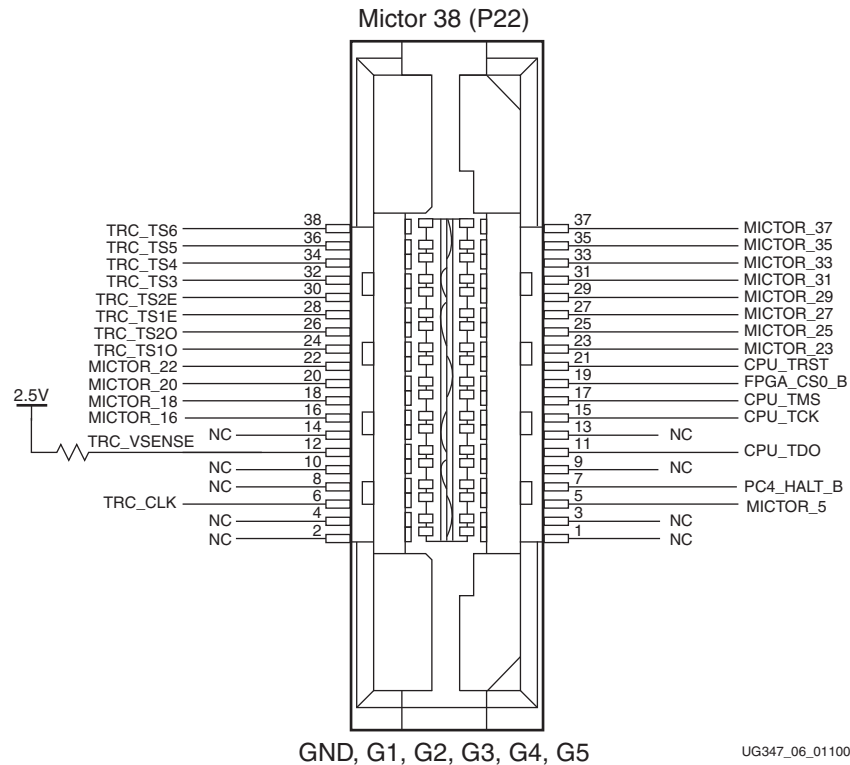 Mictor 38 (P22)
TRC_TS6 38 37 MICTOR_37
TRC_TS5 36 35 MICTOR_35
TRC_TS4 34 33 MICTOR_33
TRC_TS3 32 31 MICTOR_31
TRC_TS2E 30 29 MICTOR_29
TRC_TS1E 28 27 MICTOR_27
TRC_TS2O 26 25 MICTOR_25
TRC_TS1O 24 23 MICTOR_23
MICTOR_22 22 21 CPU_TRST
MICTOR_20 20 19 FPGA_CS0_B
MICTOR_18 18 17 CPU_TMS
2.5V
MICTOR_16 16 15 CPU_TCK
NC 14 13 NC
TRC_VSENSE 12 11 CPU_TDO
NC 10 9 NC
NC 8 7 PC4_HALT_B
TRC_CLK 6 5 MICTOR_5
NC 4 3 NC
NC 2 1 NC
GND, G1, G2, G3, G4, G5
UG347_06_01100